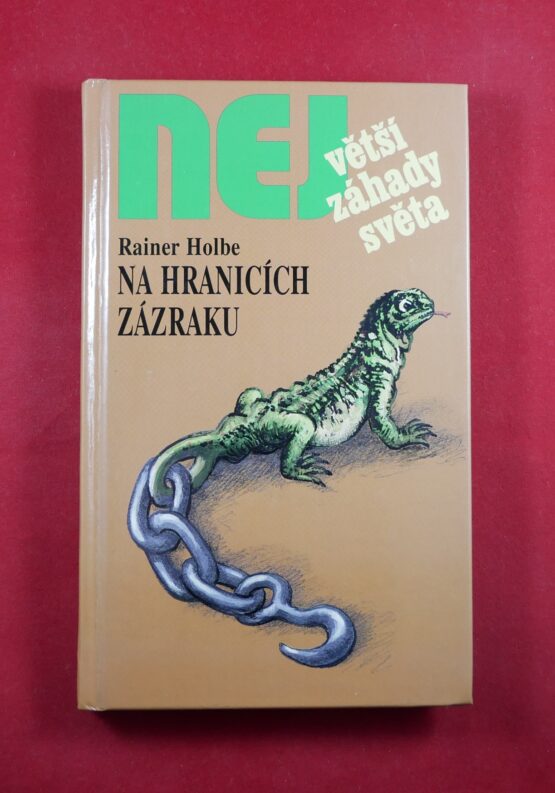 NEJ
větší
záhady
světa
Rainer Holbe
NA HRANICÍCH
ZÁZRAKU